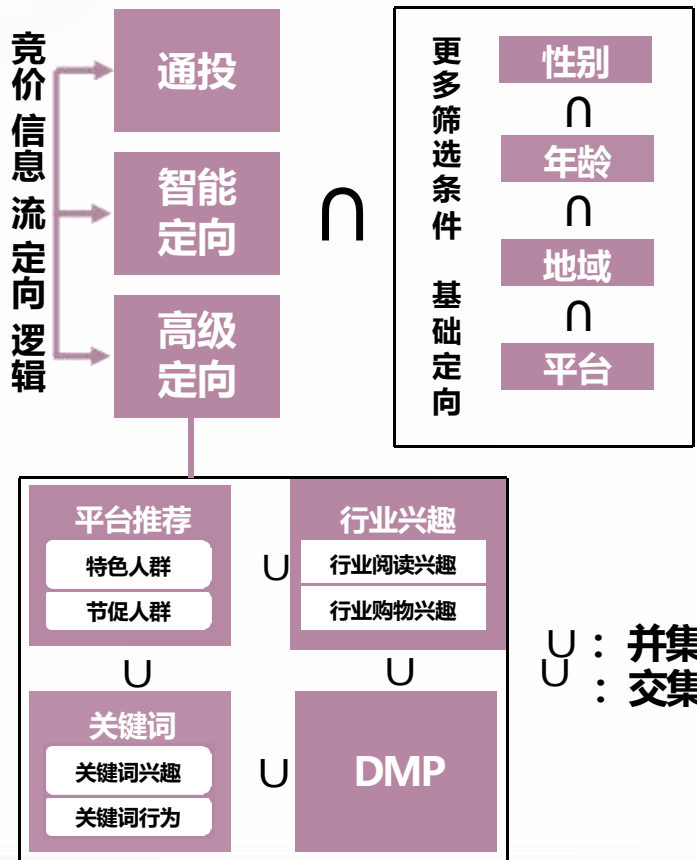 竞价信息流定向逻辑
通投
智能
定向
高级
定向
∩
更多筛选条件 基础定向
性别
∩
年龄
∩
地域
∩
平台
平台推荐
特色人群
节促人群
∪
行业兴趣
行业阅读兴趣
行业购物兴趣
∪
∪
关键词
关键词兴趣
关键词行为
∪
DMP
∪：并集
∪：交集